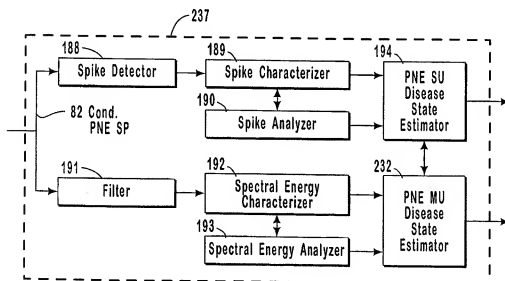 237
188
Spike Detector
189
Spike Characterizer
194
PNE SU
Disease
State
Estimator
190
Spike Analyzer
82 Cond.
PNE SP
191
Filter
192
Spectral Energy
Characterizer
193
Spectral Energy Analyzer
232
PNE MU
Disease
State
Estimator